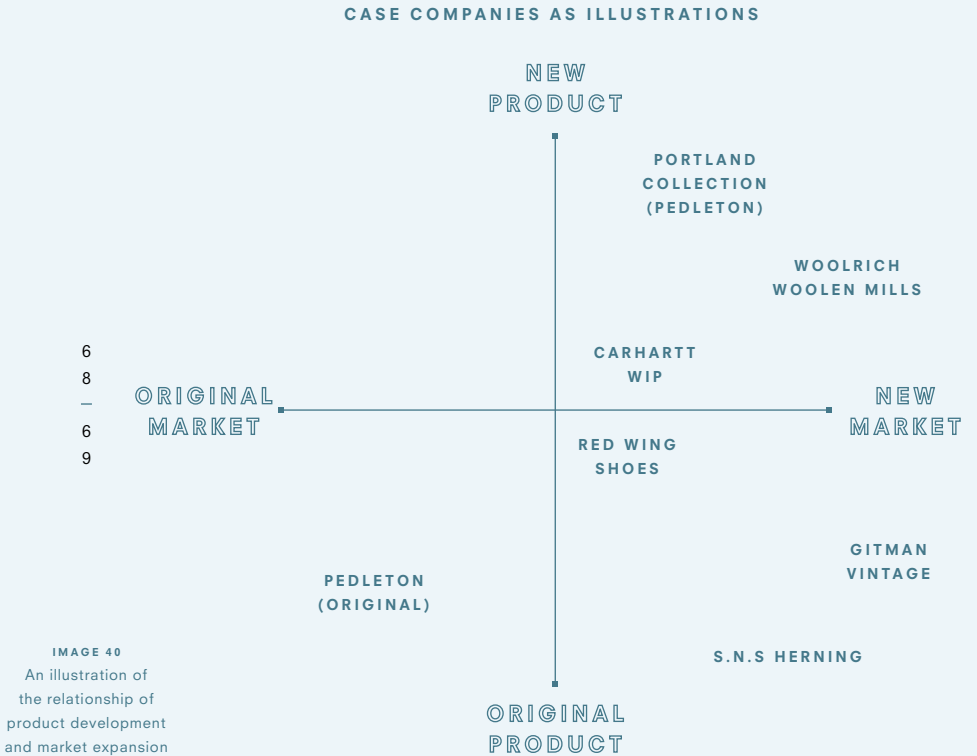 CASE COMPANIES AS ILLUSTRATIONS
NEW
PRODUCT
PORTLAND
COLLECTION
(PEDLETON)
WOOLRICH
WOOLEN MILLS
CARHARTT
WIP
6
8
—
6
9
ORIGINAL
MARKET
NEW
MARKET
RED WING
SHOES
GITMAN
VINTAGE
PEDLETON
(ORIGINAL)
S.N.S HERNING
ORIGINAL
PRODUCT
IMAGE 40
An illustration of
the relationship of
product development
and market expansion